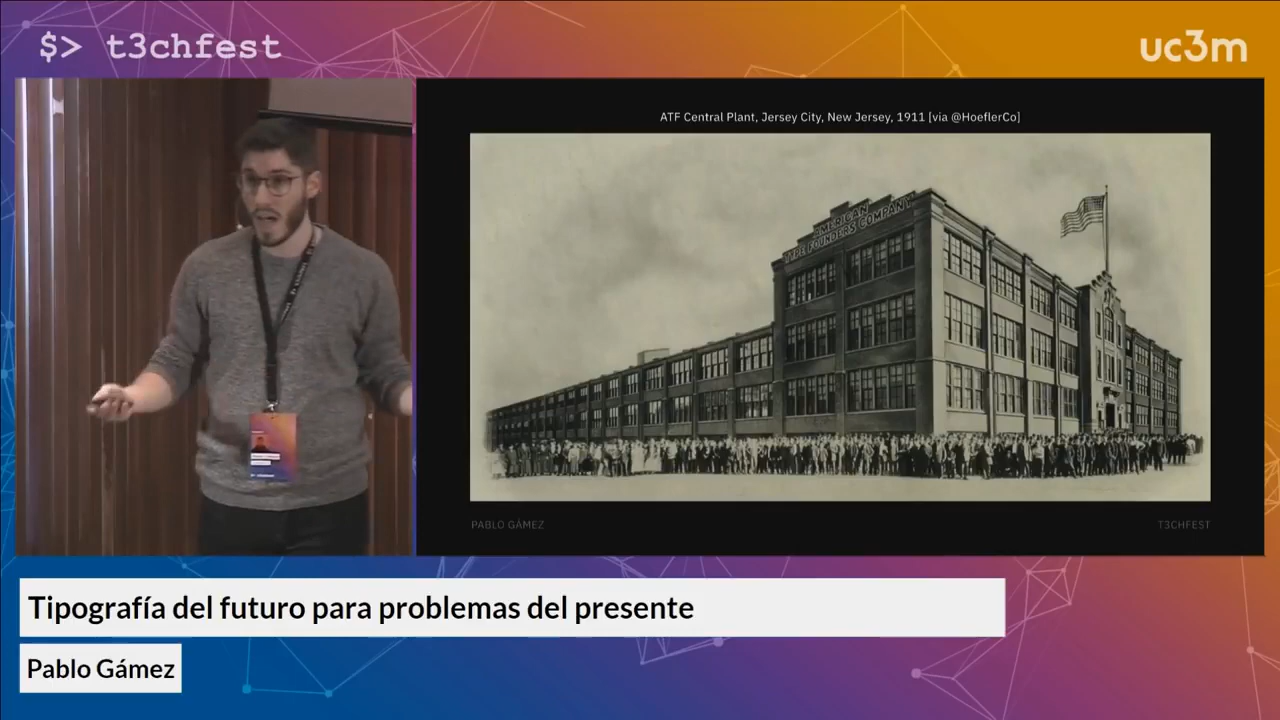 $> t3chfest
uc3m
ATF Central Plant, Jersey City, New Jersey, 1911 [via @HoeflerCo]
AMERICAN
TYPE FOUNDERS COMPANY
PABLO GÁMEZ
T3CHFEST
Tipografía del futuro para problemas del presente
Pablo Gámez